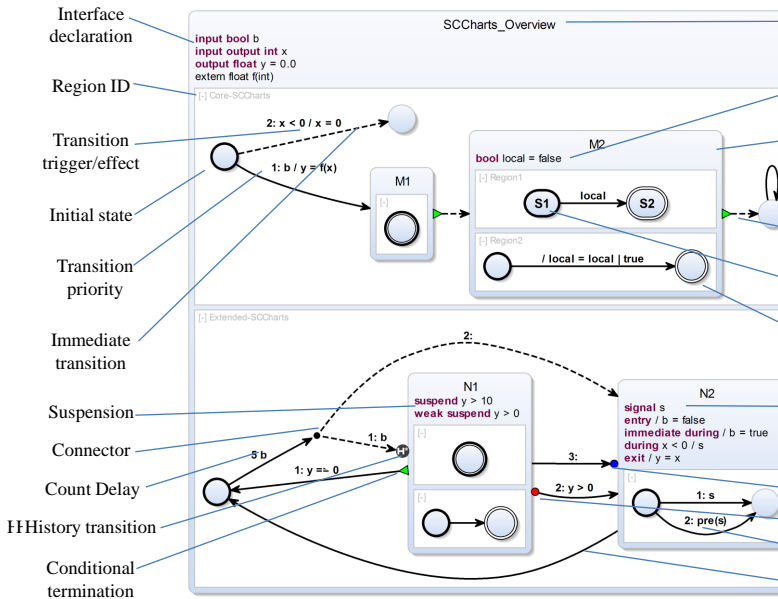 Interface
declaration
Region ID
Transition
trigger/effect
Initial state
Transition
priority
Immediate
transition
Suspension
Connector
Count Delay
History transition
Conditional
termination
SCCharts_Overview
input bool b
input output int x
output float y = 0.0
extern float f(int)
[-] Core-SCCharts
2: x < 0 / x = 0
1: b / y = f(x)
M1
[-]
M2
bool local = false
[-] Region1
S1
local
S2
[-] Region2
/ local = local | true
[-] Extended-SCCharts
2:
5 b
1: b
H*
1: y == 0
N1
suspend y > 10
weak suspend y > 0
[-]
[-]
3:
2: y > 0
N2
signal s
entry / b = false
immediate during / b = true
during x < 0 / s
exit / y = x
[-]
1: s
2: pre(s)